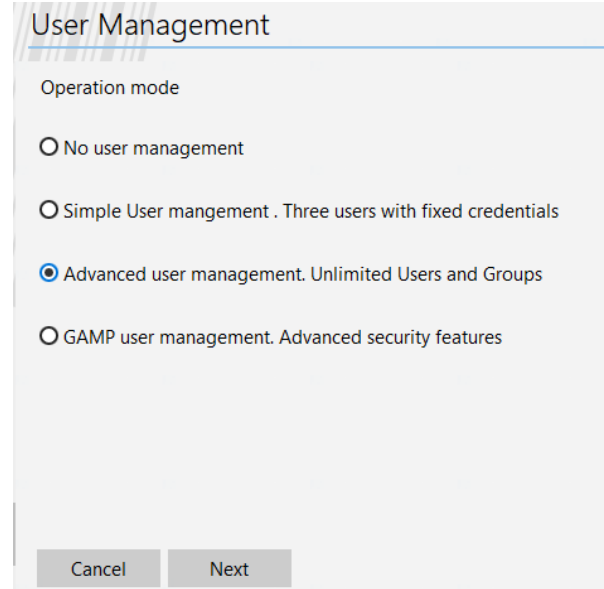 User Management
Operation mode
No user management
Simple User mangement . Three users with fixed credentials
Advanced user management. Unlimited Users and Groups
GAMP user management. Advanced security features
Cancel Next